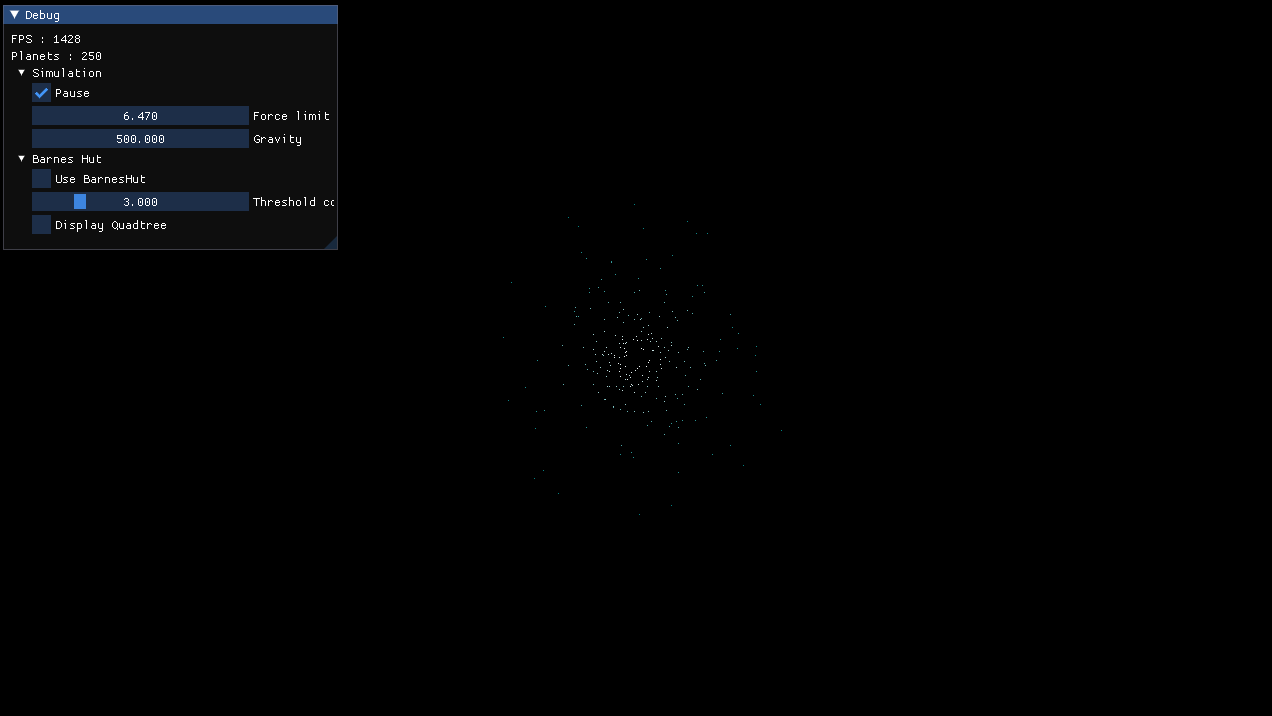 Debug
FPS : 1428
Planets : 250
Simulation
Pause
6.470 Force limit
500.000 Gravity
Barnes Hut
Use BarnesHut
3.000 Threshold
Display Quadtree